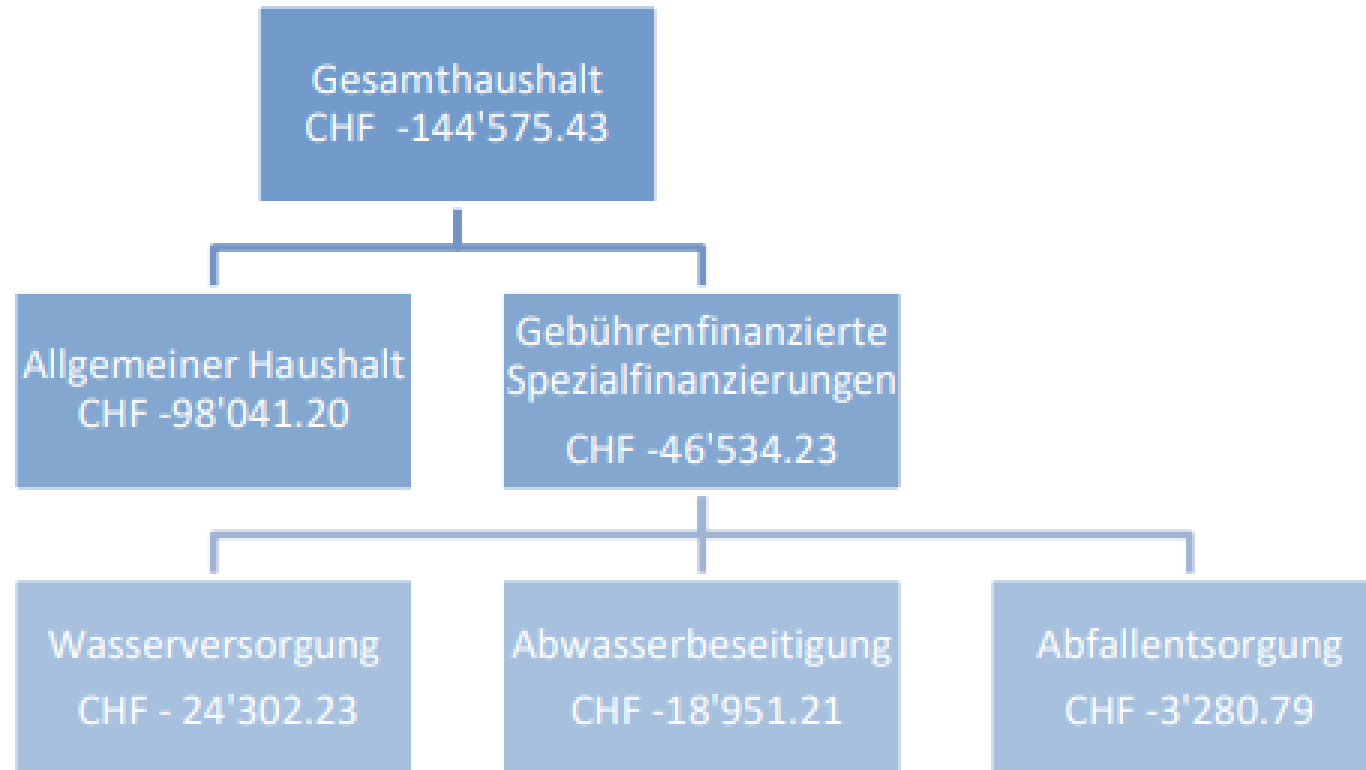 Gesamthaushalt
CHF  -144'575.43
Allgemeiner Haushalt
CHF -98'041.20
Gebührenfinanzierte
Spezialfinanzierungen
CHF -46'534.23
Wasserversorgung
CHF - 24'302.23
Abwasserbeseitigung
CHF -18'951.21
Abfallentsorgung
CHF -3'280.79